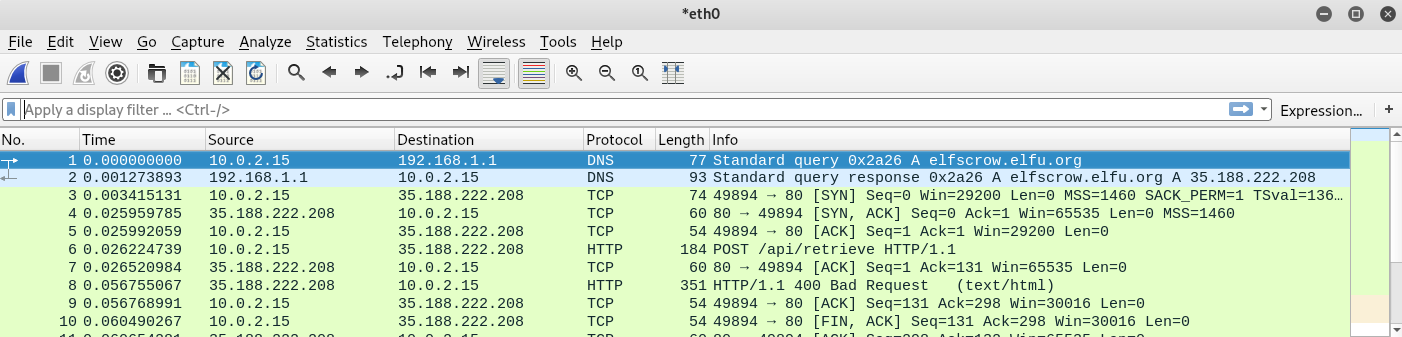 *eth0
File Edit View Go Capture Analyze Statistics Telephony Wireless Tools Help
Apply a display filter ... <Ctrl-/> Expression... +
No. Time Source Destination Protocol Length Info
1 0.000000000 10.0.2.15 192.168.1.1 DNS 77 Standard query 0x2a26 A elfscrow.elfu.org
2 0.001273893 192.168.1.1 10.0.2.15 DNS 93 Standard query response 0x2a26 A elfscrow.elfu.org A 35.188.222.208
3 0.003415131 10.0.2.15 35.188.222.208 TCP 74 49894 → 80 [SYN] Seq=0 Win=29200 Len=0 MSS=1460 SACK_PERM=1 TSval=136…
4 0.025959785 35.188.222.208 10.0.2.15 TCP 60 80 → 49894 [SYN, ACK] Seq=0 Ack=1 Win=65535 Len=0 MSS=1460
5 0.025992059 10.0.2.15 35.188.222.208 TCP 54 49894 → 80 [ACK] Seq=1 Ack=1 Win=29200 Len=0
6 0.026224739 10.0.2.15 35.188.222.208 HTTP 184 POST /api/retrieve HTTP/1.1
7 0.026520984 35.188.222.208 10.0.2.15 TCP 60 80 → 49894 [ACK] Seq=1 Ack=131 Win=65535 Len=0
8 0.056755067 35.188.222.208 10.0.2.15 HTTP 351 HTTP/1.1 400 Bad Request (text/html)
9 0.056768991 10.0.2.15 35.188.222.208 TCP 54 49894 → 80 [ACK] Seq=131 Ack=298 Win=30016 Len=0
10 0.060490267 10.0.2.15 35.188.222.208 TCP 54 49894 → 80 [FIN, ACK] Seq=131 Ack=298 Win=30016 Len=0